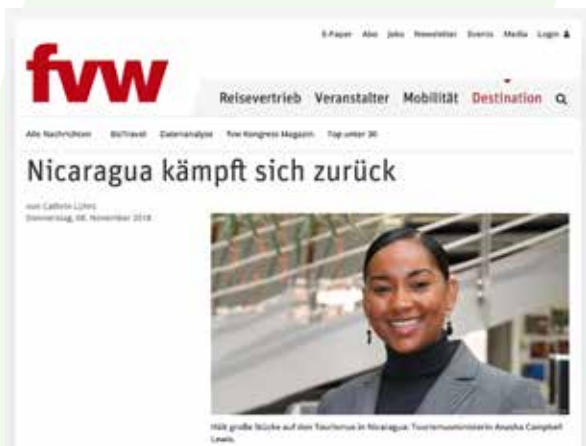 E-Paper Abo Jobs Newsletter Events Media Login
fvw
Reisevertrieb Veranstalter Mobilität Destination
Alle Nachrichten BizTravel Datenanalyse fvw Kongress Magazin Top unter 30
Nicaragua kämpft sich zurück
von Cathrin
Donnerstag, 08. November 2018
Hält große Stücke auf den Tourismus in Nicaragua: Tourismusministerin Anasha Campbell
Lewis.